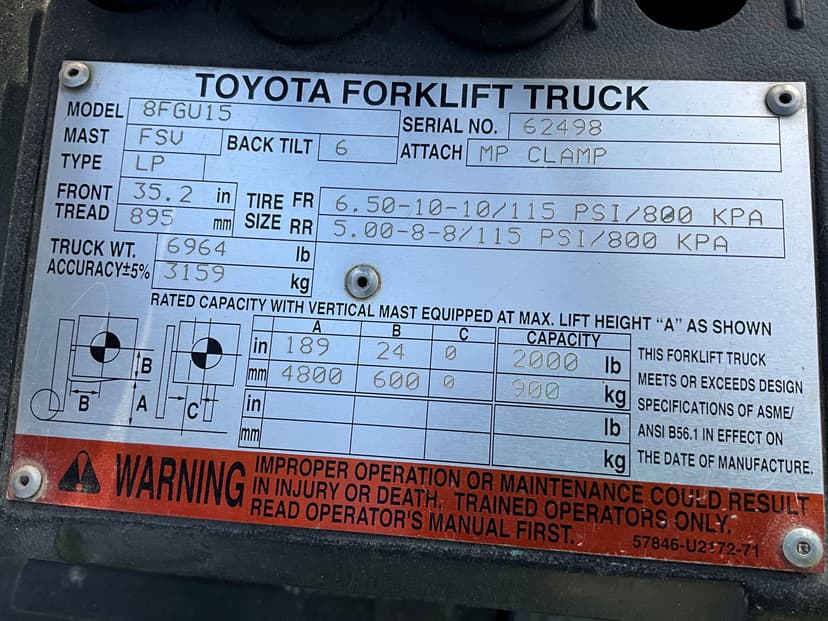 TOYOTA FORKLIFT TRUCK
MODEL 8FGU15 SERIAL NO. 62498
MAST FSV BACK TILT 6 ATTACH MP CLAMP
TYPE LP
FRONT TREAD 35.2 in 895 mm
TIRE SIZE FR 6.50-10-10/115 PSI/800 KPA
RR 5.00-8-8/115 PSI/800 KPA
TRUCK WT. 6964 lb
ACCURACY±5% 3159 kg
RATED CAPACITY WITH VERTICAL MAST EQUIPPED AT MAX. LIFT HEIGHT "A" AS SHOWN
A B C CAPACITY
in 189 24 0 2000 lb
mm 4800 600 0 900 kg
in lb
mm kg
B B A C
THIS FORKLIFT TRUCK
MEETS OR EXCEEDS DESIGN
SPECIFICATIONS OF ASME/
ANSI B56.1 IN EFFECT ON
THE DATE OF MANUFACTURE.
WARNING
IMPROPER OPERATION OR MAINTENANCE COULD RESULT
IN INJURY OR DEATH. TRAINED OPERATORS ONLY.
READ OPERATOR'S MANUAL FIRST.
57846-U2172-71